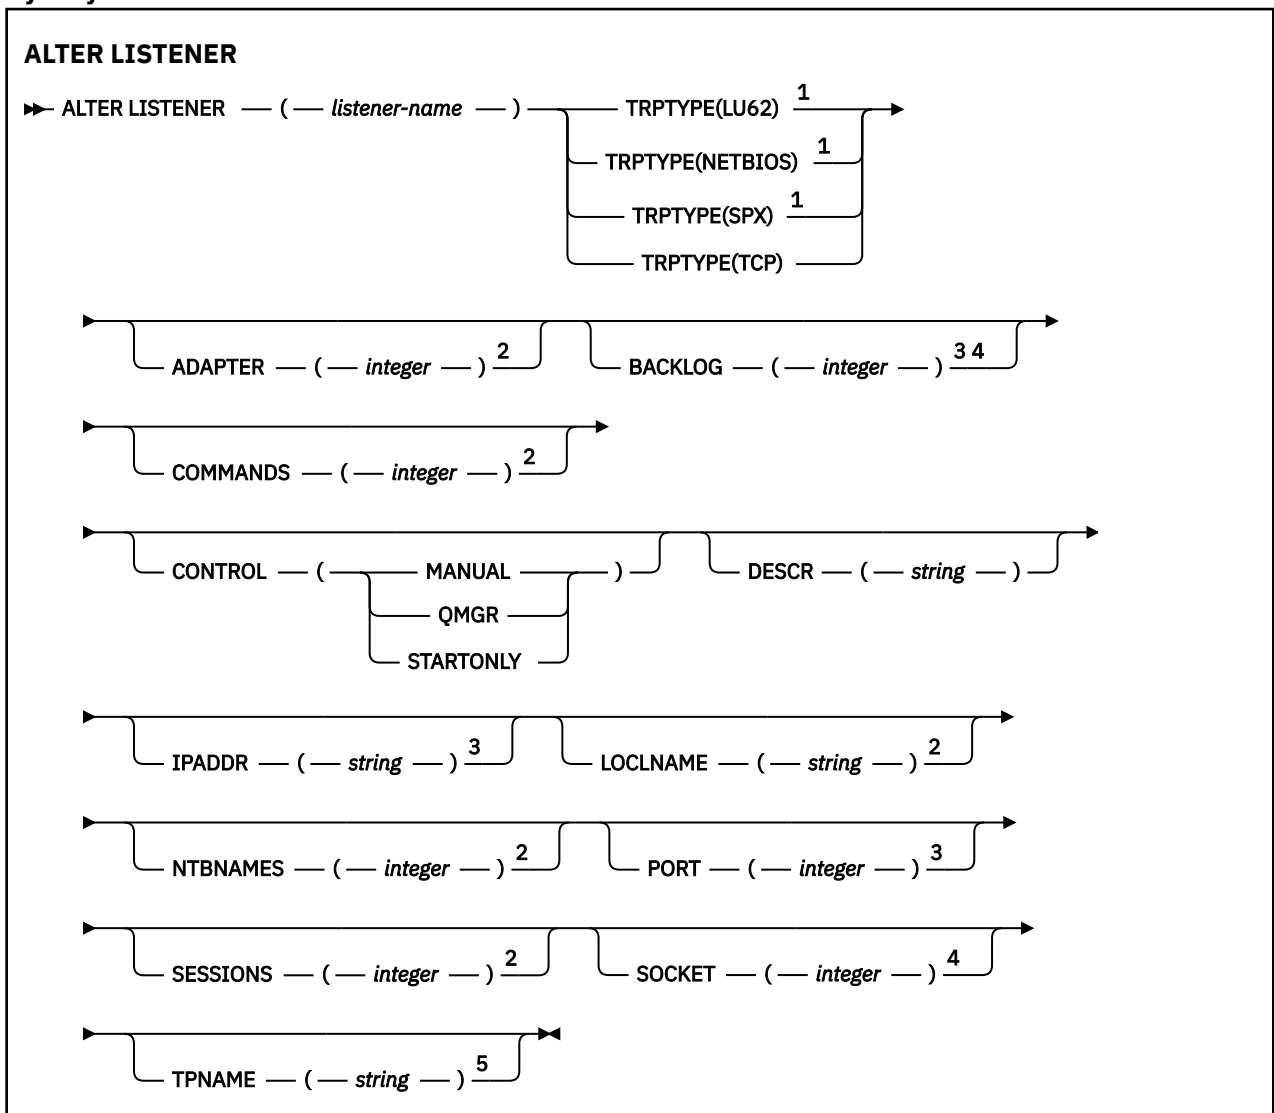 ALTER LISTENER
ALTER LISTENER ( listener-name ) TRPTYPE(LU62) 1
TRPTYPE(NETBIOS) 1
TRPTYPE(SPX) 1
TRPTYPE(TCP)
ADAPTER ( integer ) 2 BACKLOG ( integer ) 3 4
COMMANDS ( integer ) 2
CONTROL ( MANUAL ) DESCR ( string )
QMGR
STARTONLY
IPADDR ( string ) 3 LOCLNAME ( string ) 2
NTBNAMES ( integer ) 2 PORT ( integer ) 3
SESSIONS ( integer ) 2 SOCKET ( integer ) 4
TPNAME ( string ) 5